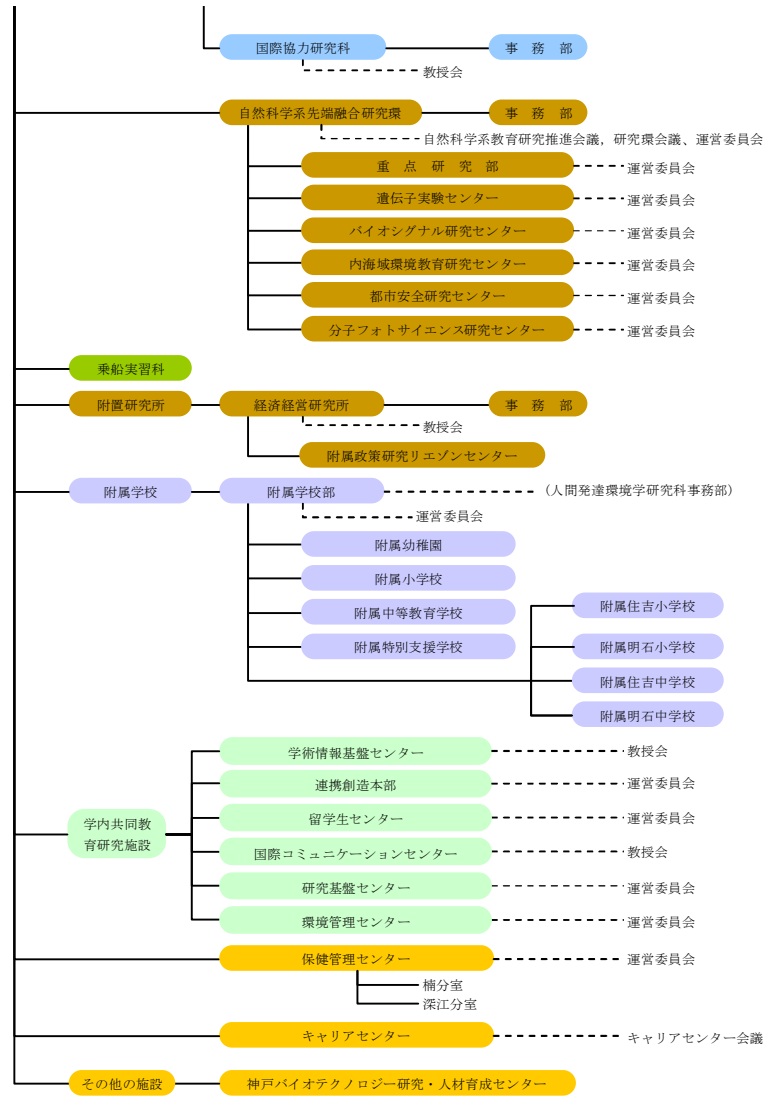 国際協力研究科
事 務 部
教授会
自然科学系先端融合研究環
事 務 部
自然科学系教育研究推進会議，研究環会議、運営委員会
重 点 研 究 部
運営委員会
遺伝子実験センター
運営委員会
バイオシグナル研究センター
運営委員会
内海域環境教育研究センター
運営委員会
都市安全研究センター
運営委員会
分子フォトサイエンス研究センター
運営委員会
乗船実習科
附置研究所
経済経営研究所
事 務 部
教授会
附属政策研究リエゾンセンター
附属学校
附属学校部
（人間発達環境学研究科事務部）
運営委員会
附属幼稚園
附属小学校
附属中等教育学校
附属特別支援学校
附属住吉小学校
附属明石小学校
附属住吉中学校
附属明石中学校
学内共同教
育研究施設
学術情報基盤センター
教授会
連携創造本部
運営委員会
留学生センター
運営委員会
国際コミュニケーションセンター
教授会
研究基盤センター
運営委員会
環境管理センター
運営委員会
保健管理センター
運営委員会
楠分室
深江分室
キャリアセンター
キャリアセンター会議
その他の施設
神戸バイオテクノロジー研究・人材育成センター